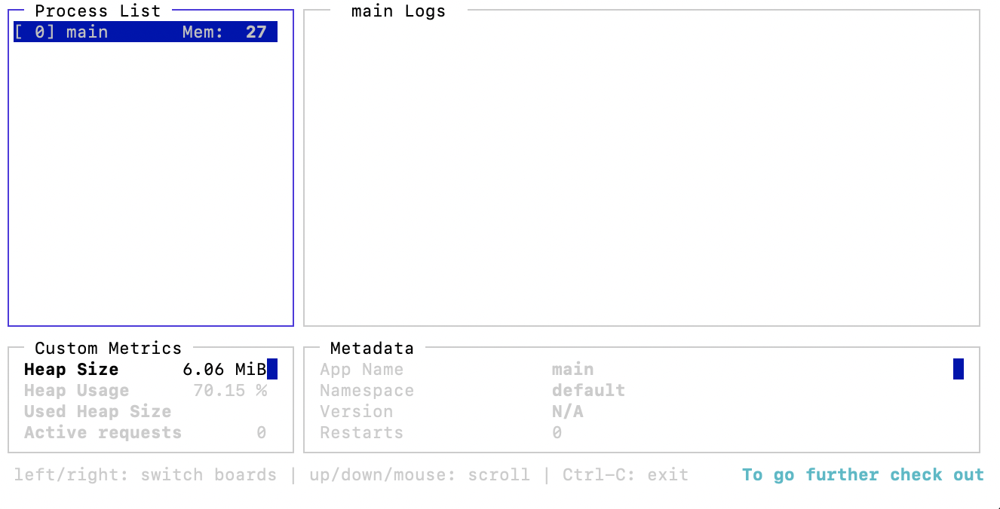 Process List
[ 0] main Mem: 27
main Logs
Custom Metrics
Heap Size 6.06 MiB
Heap Usage 70.15 %
Used Heap Size
Active requests 0
Metadata
App Name main
Namespace default
Version N/A
Restarts 0
left/right: switch boards | up/down/mouse: scroll | Ctrl-C: exit To go further check out